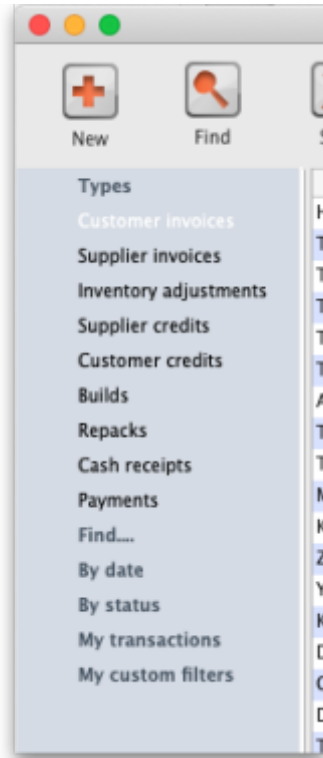 New Find
Types
Customer invoices
Supplier invoices
Inventory adjustments
Supplier credits
Customer credits
Builds
Repacks
Cash receipts
Payments
Find....
By date
By status
My transactions
My custom filters